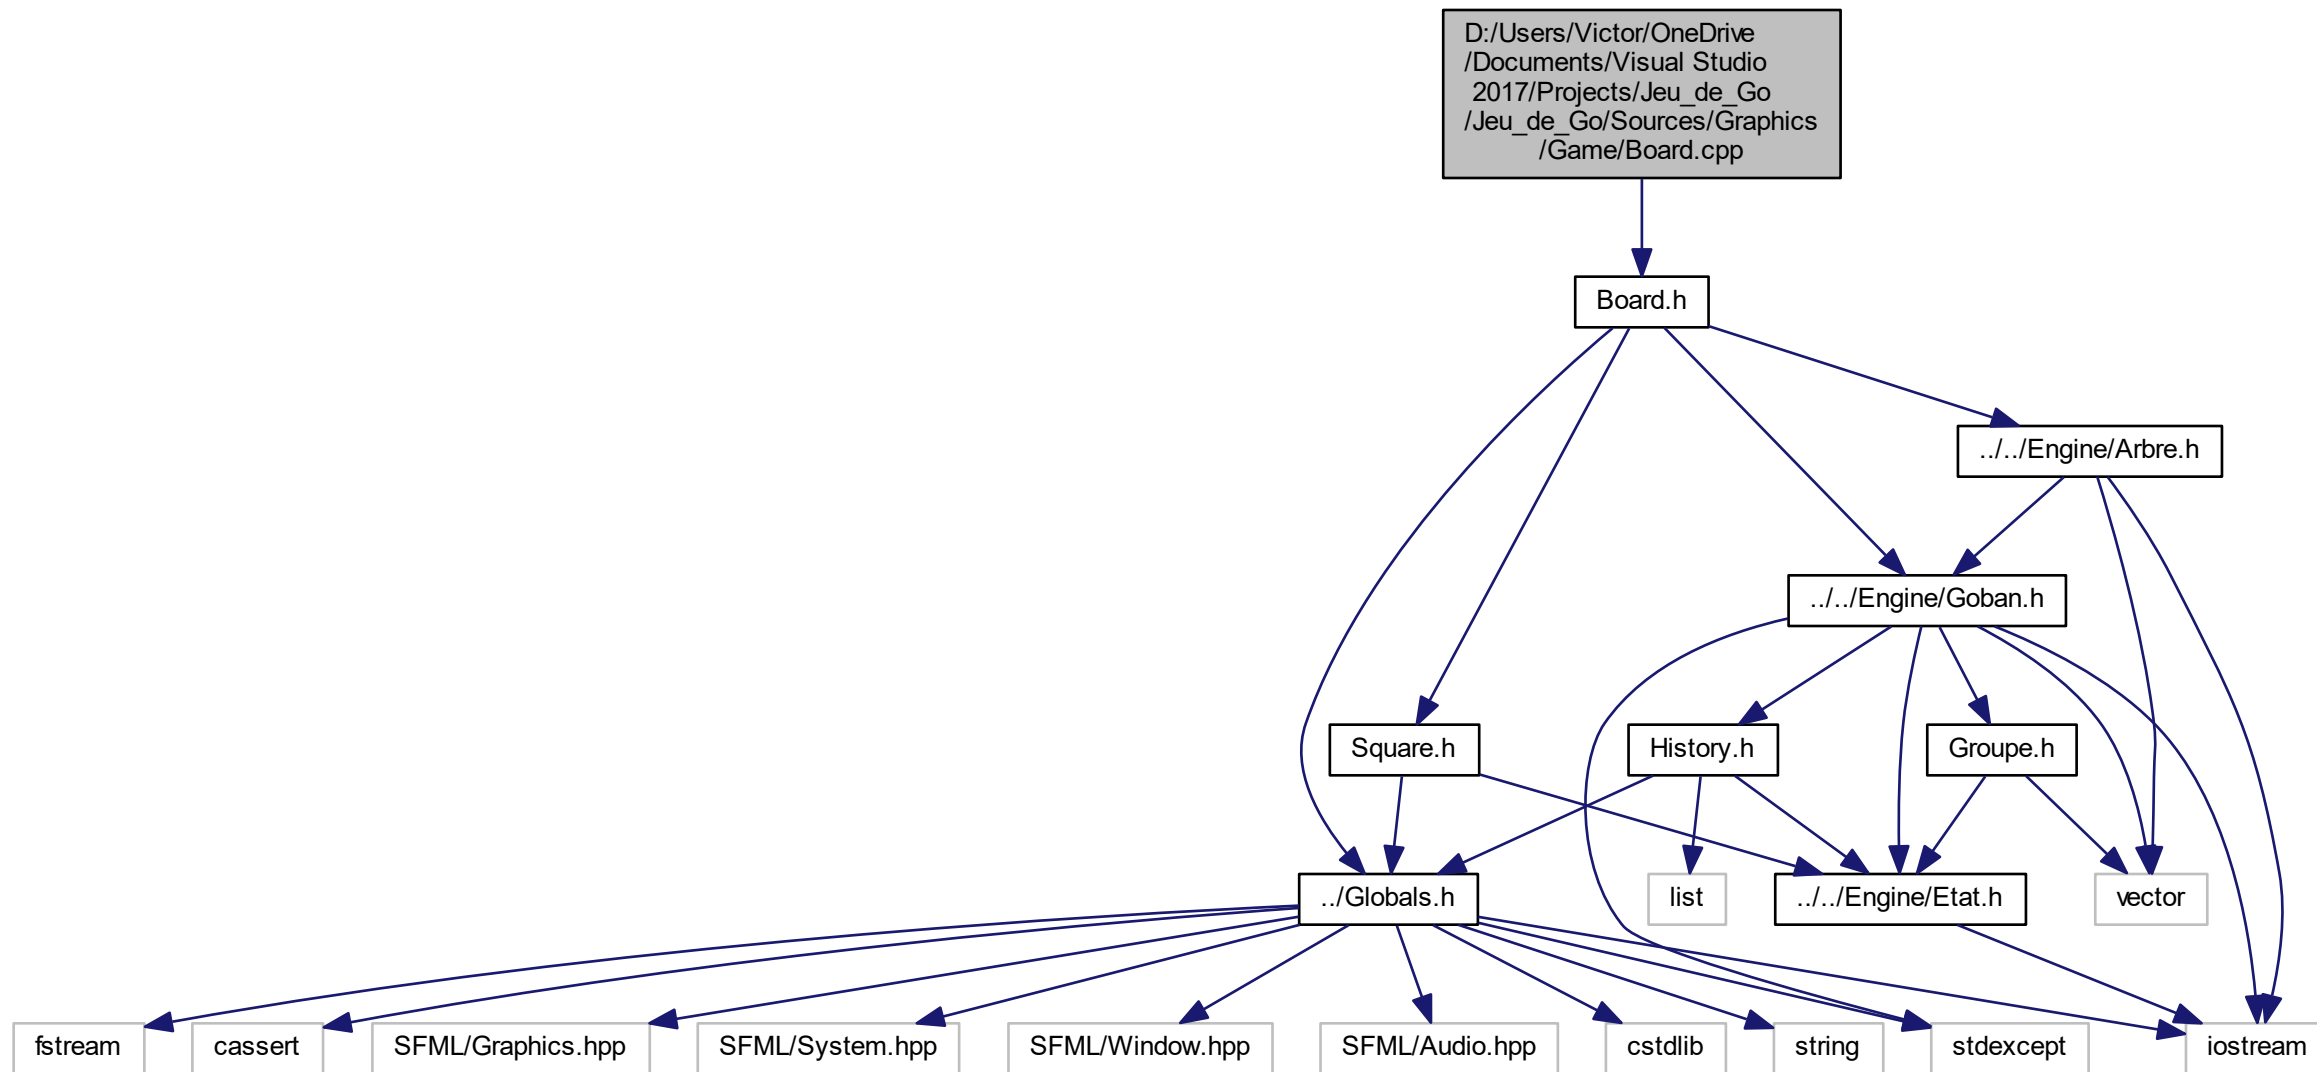 D:/Users/Victor/OneDrive
/Documents/Visual Studio
2017/Projects/Jeu_de_Go
/Jeu_de_Go/Sources/Graphics
/Game/Board.cpp
Board.h
../../Engine/Arbre.h
../../Engine/Goban.h
Square.h
History.h
Groupe.h
../Globals.h
list
../../Engine/Etat.h
vector
fstream
cassert
SFML/Graphics.hpp
SFML/System.hpp
SFML/Window.hpp
SFML/Audio.hpp
cstdlib
string
stdexcept
iostream